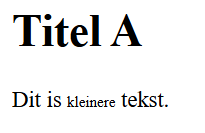 Titel A
Dit is kleinere tekst.